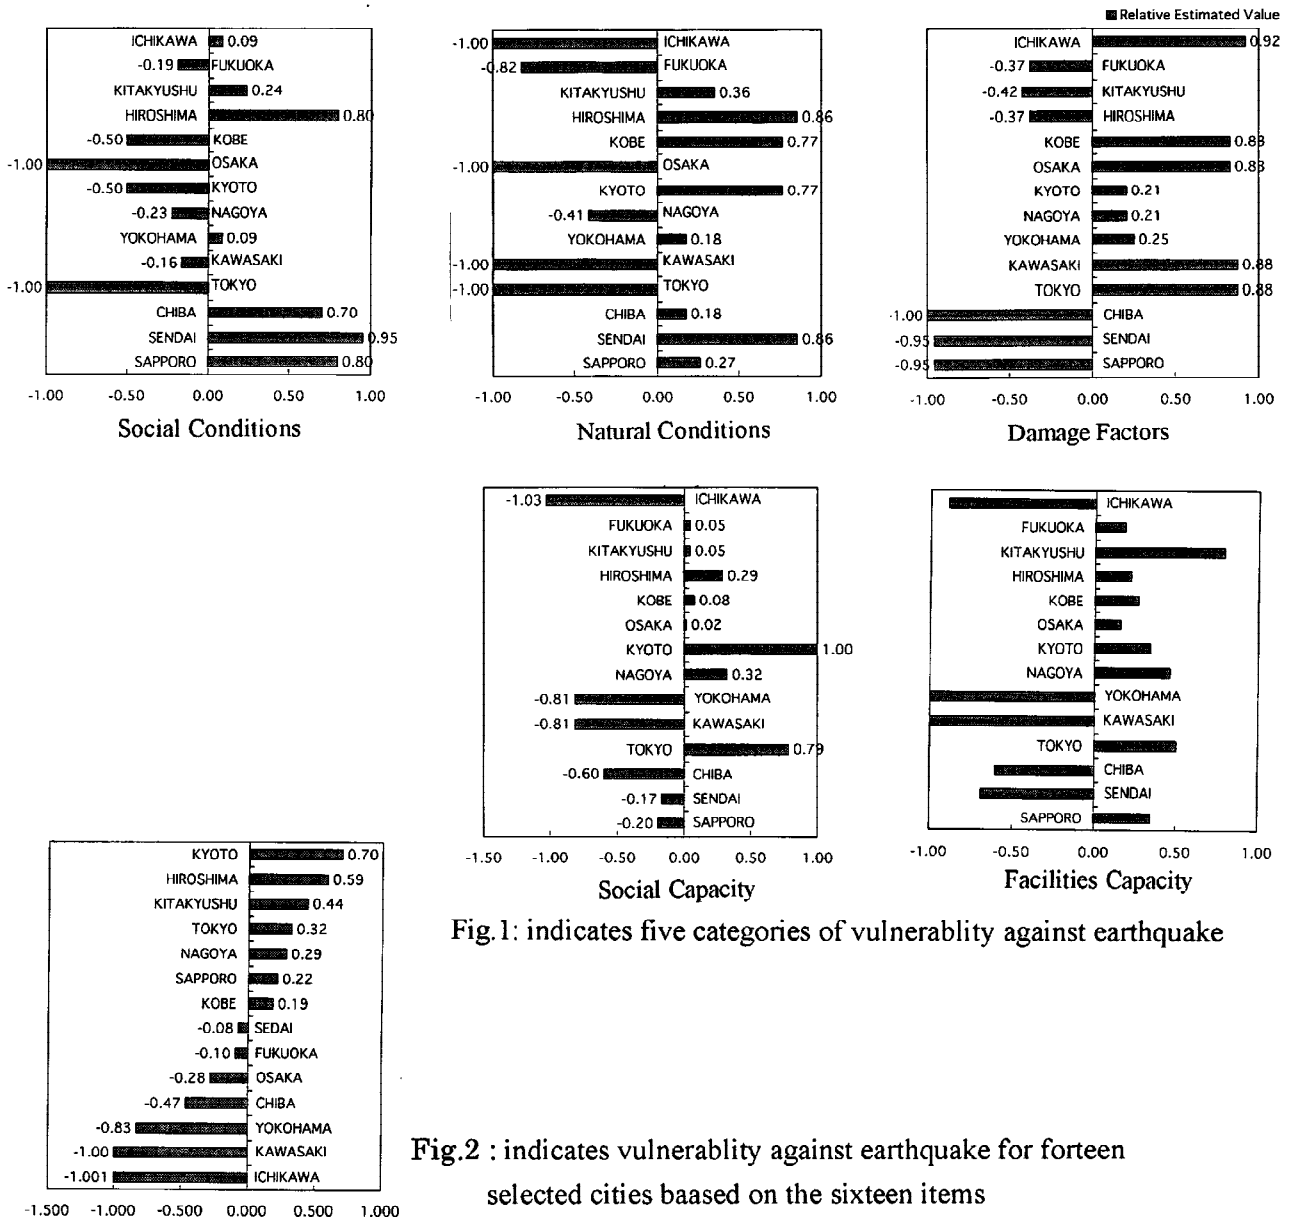 Relative Estimated Value
ICHIKAWA 0.09
-0.19 FUKUOKA
KITAKYUSHU 0.24
HIROSHIMA 0.80
-0.50 KOBE
-1.00 OSAKA
-0.50 KYOTO
-0.23 NAGOYA
YOKOHAMA 0.09
-0.16 KAWASAKI
-1.00 TOKYO
CHIBA 0.70
SENDAI 0.95
SAPPORO 0.80
-1.00 -0.50 0.00 0.50 1.00
Social Conditions
-1.00 ICHIKAWA
-0.82 FUKUOKA
KITAKYUSHU 0.36
HIROSHIMA 0.86
KOBE 0.77
-1.00 OSAKA
KYOTO 0.77
-0.41 NAGOYA
YOKOHAMA 0.18
-1.00 KAWASAKI
-1.00 TOKYO
CHIBA 0.18
SENDAI 0.86
SAPPORO 0.27
-1.00 -0.50 0.00 0.50 1.00
Natural Conditions
ICHIKAWA 0.92
-0.37 FUKUOKA
-0.42 KITAKYUSHU
-0.37 HIROSHIMA
KOBE
OSAKA
KYOTO 0.21
NAGOYA 0.21
YOKOHAMA 0.25
KAWASAKI 0.88
TOKYO 0.88
-1.00 CHIBA
-0.95 SENDAI
-0.95 SAPPORO
-1.00 -0.50 0.00 0.50 1.00
Damage Factors
-1.03 ICHIKAWA
FUKUOKA 0.05
KITAKYUSHU 0.05
HIROSHIMA 0.29
KOBE 0.08
OSAKA 0.02
KYOTO 1.00
NAGOYA 0.32
-0.81 YOKOHAMA
-0.81 KAWASAKI
TOKYO 0.79
-0.60 CHIBA
-0.17 SENDAI
-0.20 SAPPORO
-1.50 -1.00 -0.50 0.00 0.50 1.00
Social Capacity
ICHIKAWA
FUKUOKA
KITAKYUSHU
HIROSHIMA
KOBE
OSAKA
KYOTO
NAGOYA
YOKOHAMA
KAWASAKI
TOKYO
CHIBA
SENDAI
SAPPORO
-1.00 -0.50 0.00 0.50 1.00
Facilities Capacity
Fig.1: indicates five categories of vulnerablity against earthquake
KYOTO 0.70
HIROSHIMA 0.59
KITAKYUSHU 0.44
TOKYO 0.32
NAGOYA 0.29
SAPPORO 0.22
KOBE 0.19
-0.08 SEDAI
-0.10 FUKUOKA
-0.28 OSAKA
-0.47 CHIBA
-0.83 YOKOHAMA
-1.00 KAWASAKI
-1.001 ICHIKAWA
-1.500 -1.000 -0.500 0.000 0.500 1.000
Fig.2 : indicates vulnerablity against earthquake for forteen
selected cities baased on the sixteen items